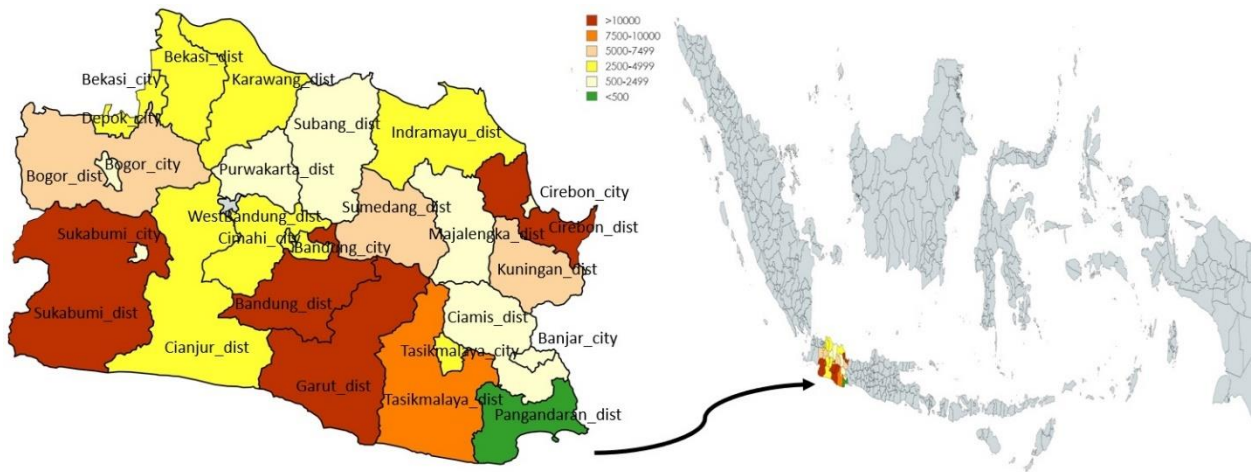 >10000
7500-10000
5000-7499
2500-4999
500-2499
<500
Bekasi_dist
Bekasi_city
Karawang_dist
Depok_city
Subang_dist
Indramayu_dist
Bogor_city
Bogor_dist
Purwakarta_dist
Cirebon_city
WestBandung_dist
Sumedang_dist
Sukabumi_city
Cimahi_city
Bandung_city
Majalengka_dist
Cirebon_dist
Kuningan_dist
Sukabumi_dist
Bandung_dist
Ciamis_dist
Banjar_city
Cianjur_dist
Tasikmalaya_city
Garut_dist
Tasikmalaya_dist
Pangandaran_dist